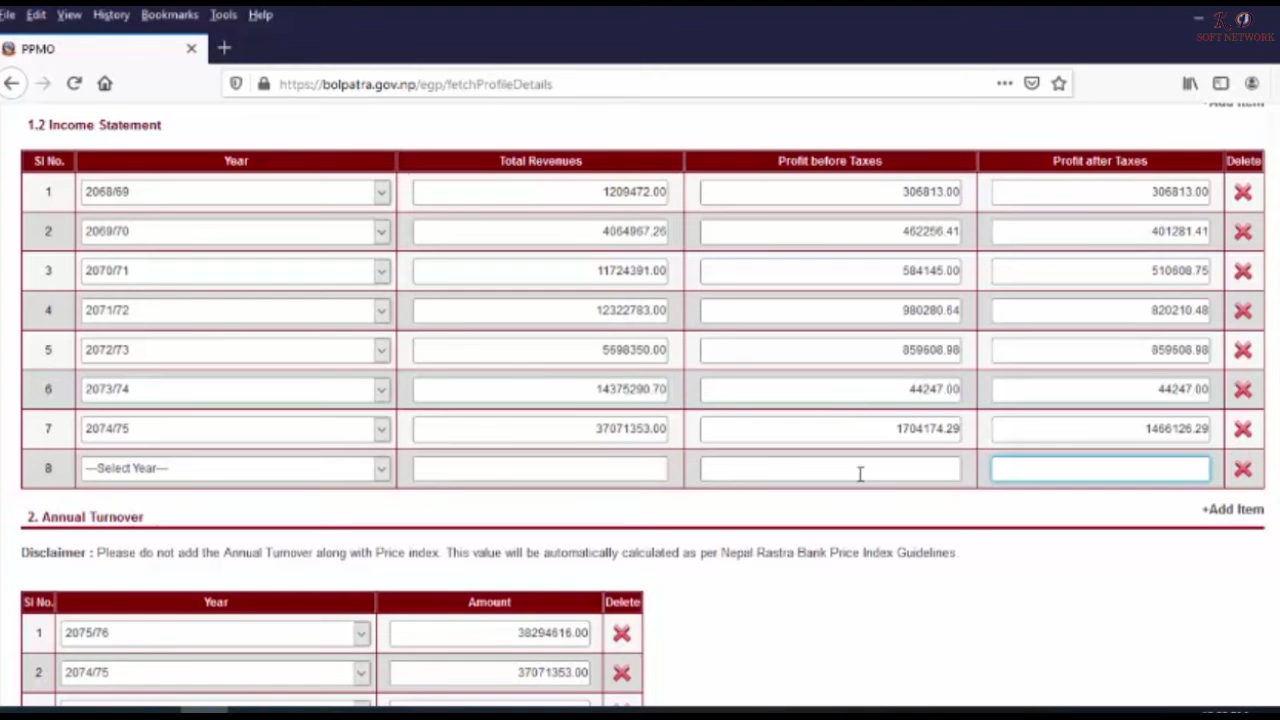 File Edit View History Bookmarks Tools Help
R.D
SOFT NETWORK
PPMO
https://bolpatra.gov.np/egp/fetchProfileDetails
+Add Item
1.2 Income Statement
Sl No. Year Total Revenues Profit before Taxes Profit after Taxes Delete
1 2068/69 1209472.00 306813.00 306813.00
2 2069/70 4064967.26 462256.41 401281.41
3 2070/71 11724391.00 584145.00 510608.75
4 2071/72 12322783.00 980280.64 820210.48
5 2072/73 5698350.00 859608.98 859608.98
6 2073/74 14375290.70 44247.00 44247.00
7 2074/75 37071353.00 1704174.29 1466126.29
8 ---Select Year---
+Add Item
2. Annual Turnover
Disclaimer : Please do not add the Annual Turnover along with Price index. This value will be automatically calculated as per Nepal Rastra Bank Price Index Guidelines.
Sl No. Year Amount Delete
1 2075/76 38294616.00
2 2074/75 37071353.00